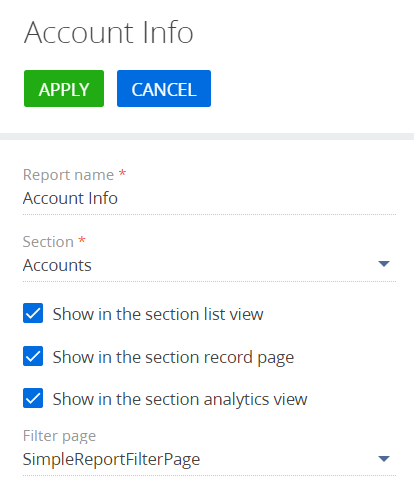 Account Info
APPLY CANCEL
Report name *
Account Info
Section *
Accounts
Show in the section list view
Show in the section record page
Show in the section analytics view
Filter page
SimpleReportFilterPage